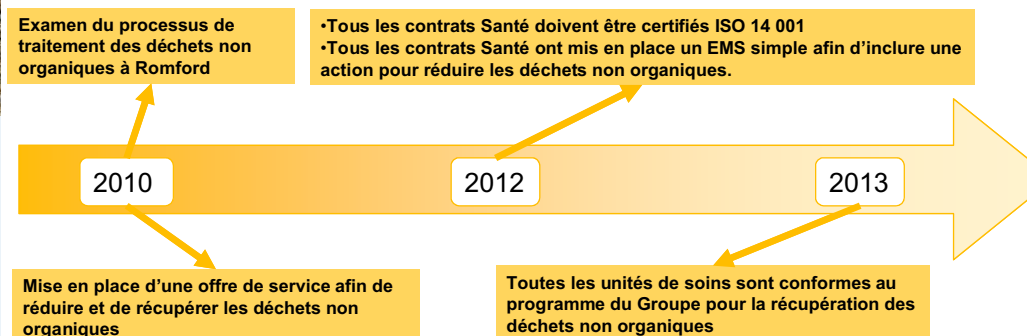 Examen du processus de
traitement des déchets non
organiques à Romford
•Tous les contrats Santé doivent être certifiés ISO 14 001
•Tous les contrats Santé ont mis en place un EMS simple afin d’inclure une
action pour réduire les déchets non organiques.
2010
2012
2013
Mise en place d’une offre de service afin de
réduire et de récupérer les déchets non
organiques
Toutes les unités de soins sont conformes au
programme du Groupe pour la récupération des
déchets non organiques